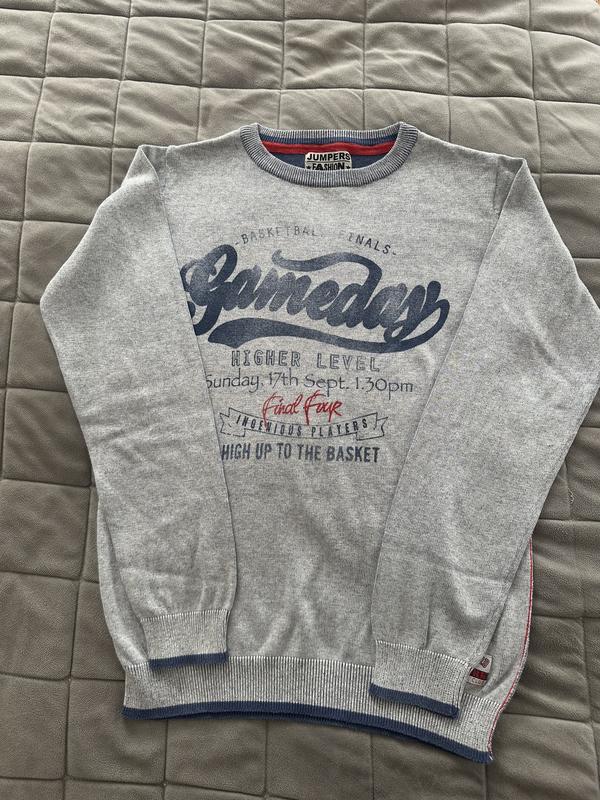 JUMPERS
FASHION
-BASKETBALL FINALS-
Gameday
HIGHER LEVEL
Sunday, 17th Sept. 1.30pm
Final Four
INGENIOUS PLAYERS
HIGH UP TO THE BASKET